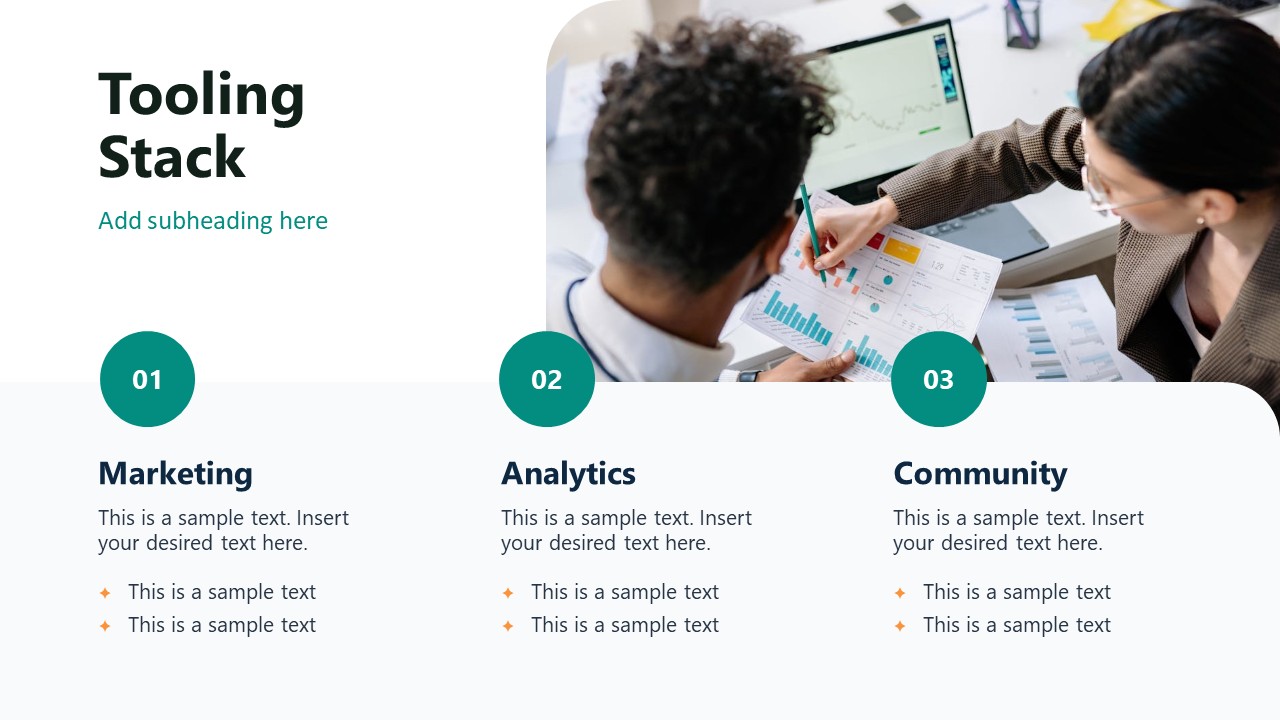 Tooling
Stack
Add subheading here
01
02
03
Marketing
This is a sample text. Insert
your desired text here.
✦ This is a sample text
✦ This is a sample text
Analytics
This is a sample text. Insert
your desired text here.
✦ This is a sample text
✦ This is a sample text
Community
This is a sample text. Insert
your desired text here.
✦ This is a sample text
✦ This is a sample text